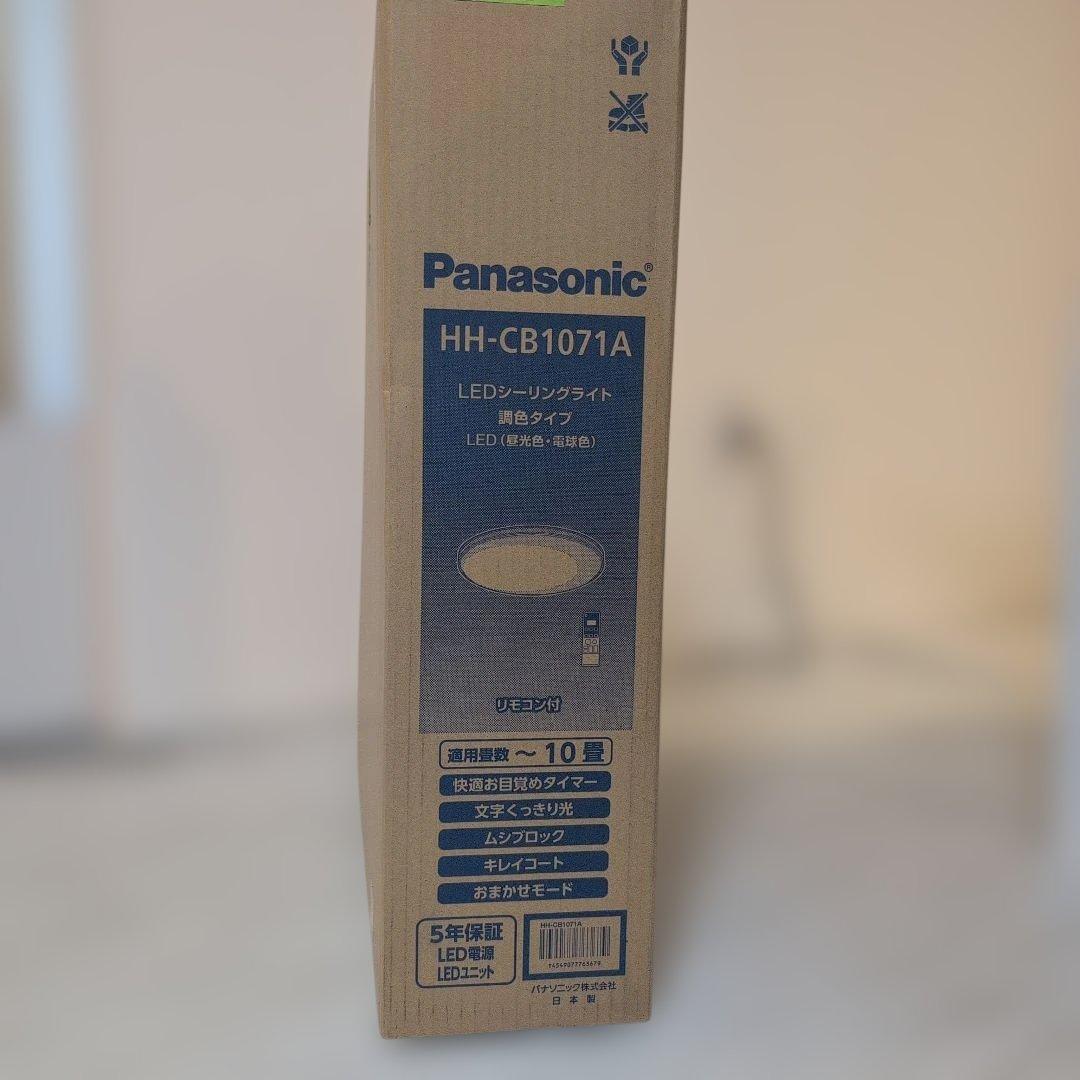 Panasonic®
HH-CB1071A
LEDシーリングライト
調色タイプ
LED（昼光色・電球色）
リモコン付
適用畳数 ～10畳
快適お目覚めタイマー
文字くっきり光
ムシブロック
キレイコート
おまかせモード
5年保証
LED電源
LEDユニット
HH-CB1071A
4549077763679
パナソニック株式会社
日本製